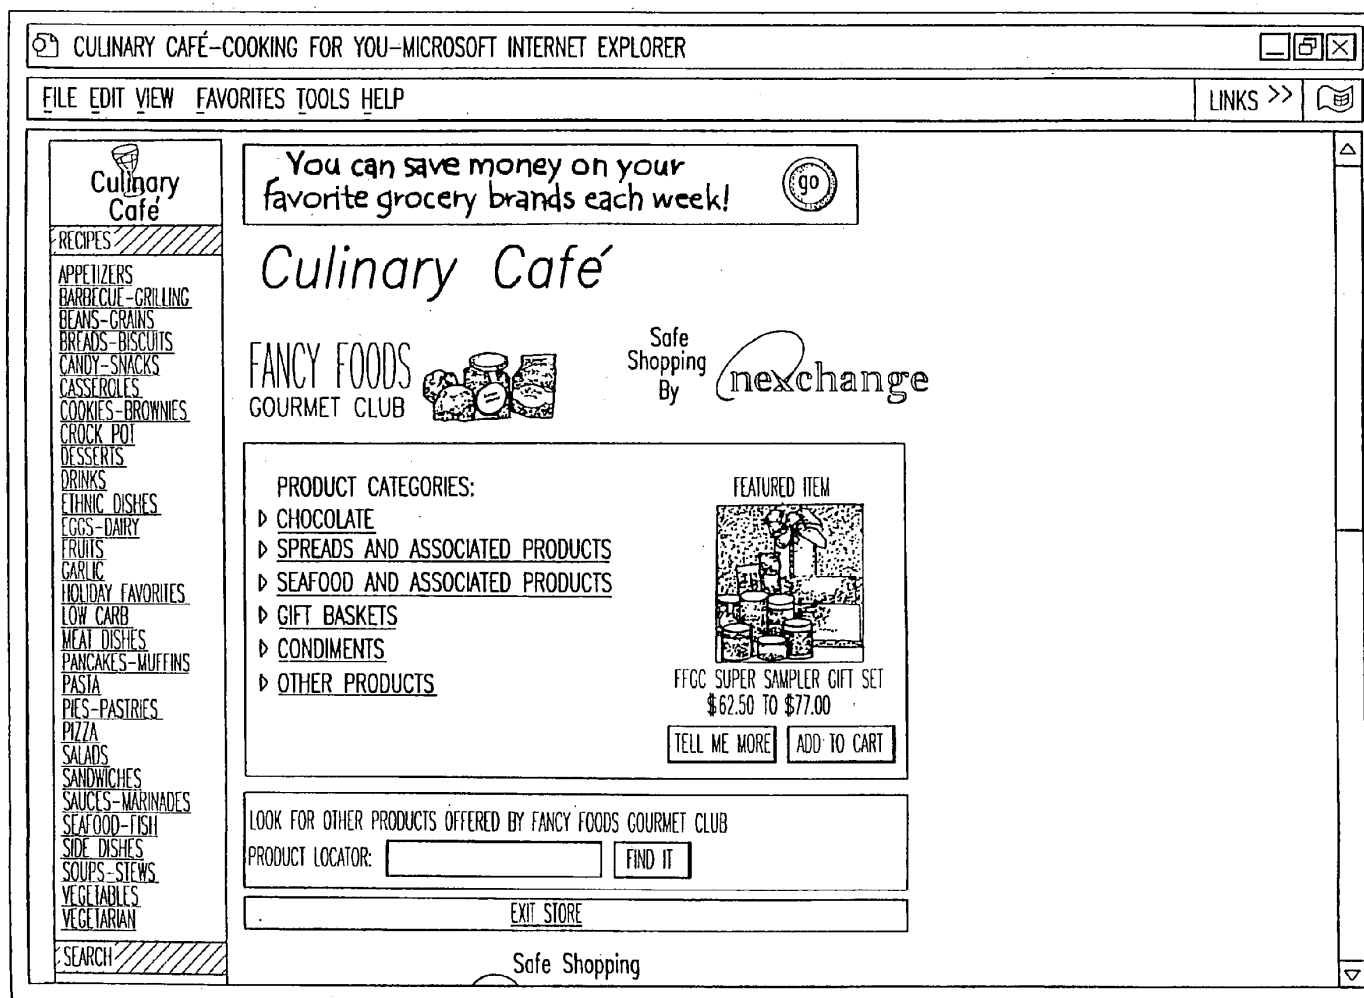 CULINARY CAFÉ-COOKING FOR YOU-MICROSOFT INTERNET EXPLORER
FILE EDIT VIEW FAVORITES TOOLS HELP
LINKS >>
Culinary
Café
RECIPES
APPETIZERS
BARBECUE-GRILLING
BEANS-GRAINS
BREADS-BISCUITS
CANDY-SNACKS
CASSEROLES
COOKIES-BROWNIES
CROCK POT
DESSERTS
DRINKS
ETHNIC DISHES
EGGS-DAIRY
FRUITS
GARLIC
HOLIDAY FAVORITES
LOW CARB
MEAT DISHES
PANCAKES-MUFFINS
PASTA
PIES-PASTRIES
PIZZA
SALADS
SANDWICHES
SAUCES-MARINADES
SEAFOOD-FISH
SIDE DISHES
SOUPS-STEWS
VEGETABLES
VEGETARIAN
SEARCH
You can save money on your
favorite grocery brands each week!
go
Culinary Café
FANCY FOODS
GOURMET CLUB
Safe
Shopping
By
nexchange
PRODUCT CATEGORIES:
CHOCOLATE
SPREADS AND ASSOCIATED PRODUCTS
SEAFOOD AND ASSOCIATED PRODUCTS
GIFT BASKETS
CONDIMENTS
OTHER PRODUCTS
FEATURED ITEM
FFGC SUPER SAMPLER GIFT SET
$62.50 TO $77.00
TELL ME MORE
ADD TO CART
LOOK FOR OTHER PRODUCTS OFFERED BY FANCY FOODS GOURMET CLUB
PRODUCT LOCATOR:
FIND IT
EXIT STORE
Safe Shopping